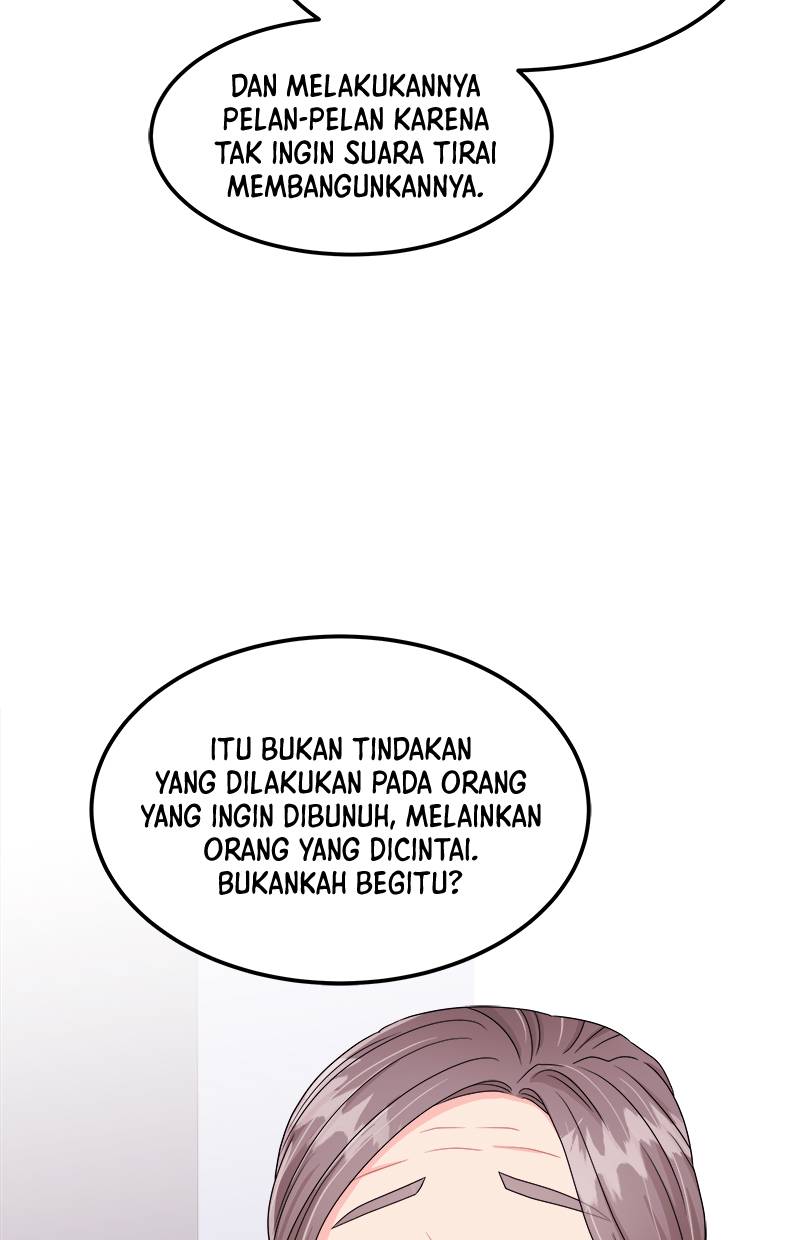 DAN MELAKUKANNYA
PELAN-PELAN KARENA
TAK INGIN SUARA TIRAI
MEMBANGUNKANNYA.
ITU BUKAN TINDAKAN
YANG DILAKUKAN PADA ORANG
YANG INGIN DIBUNUH, MELAINKAN
ORANG YANG DICINTAI.
BUKANKAH BEGITU?